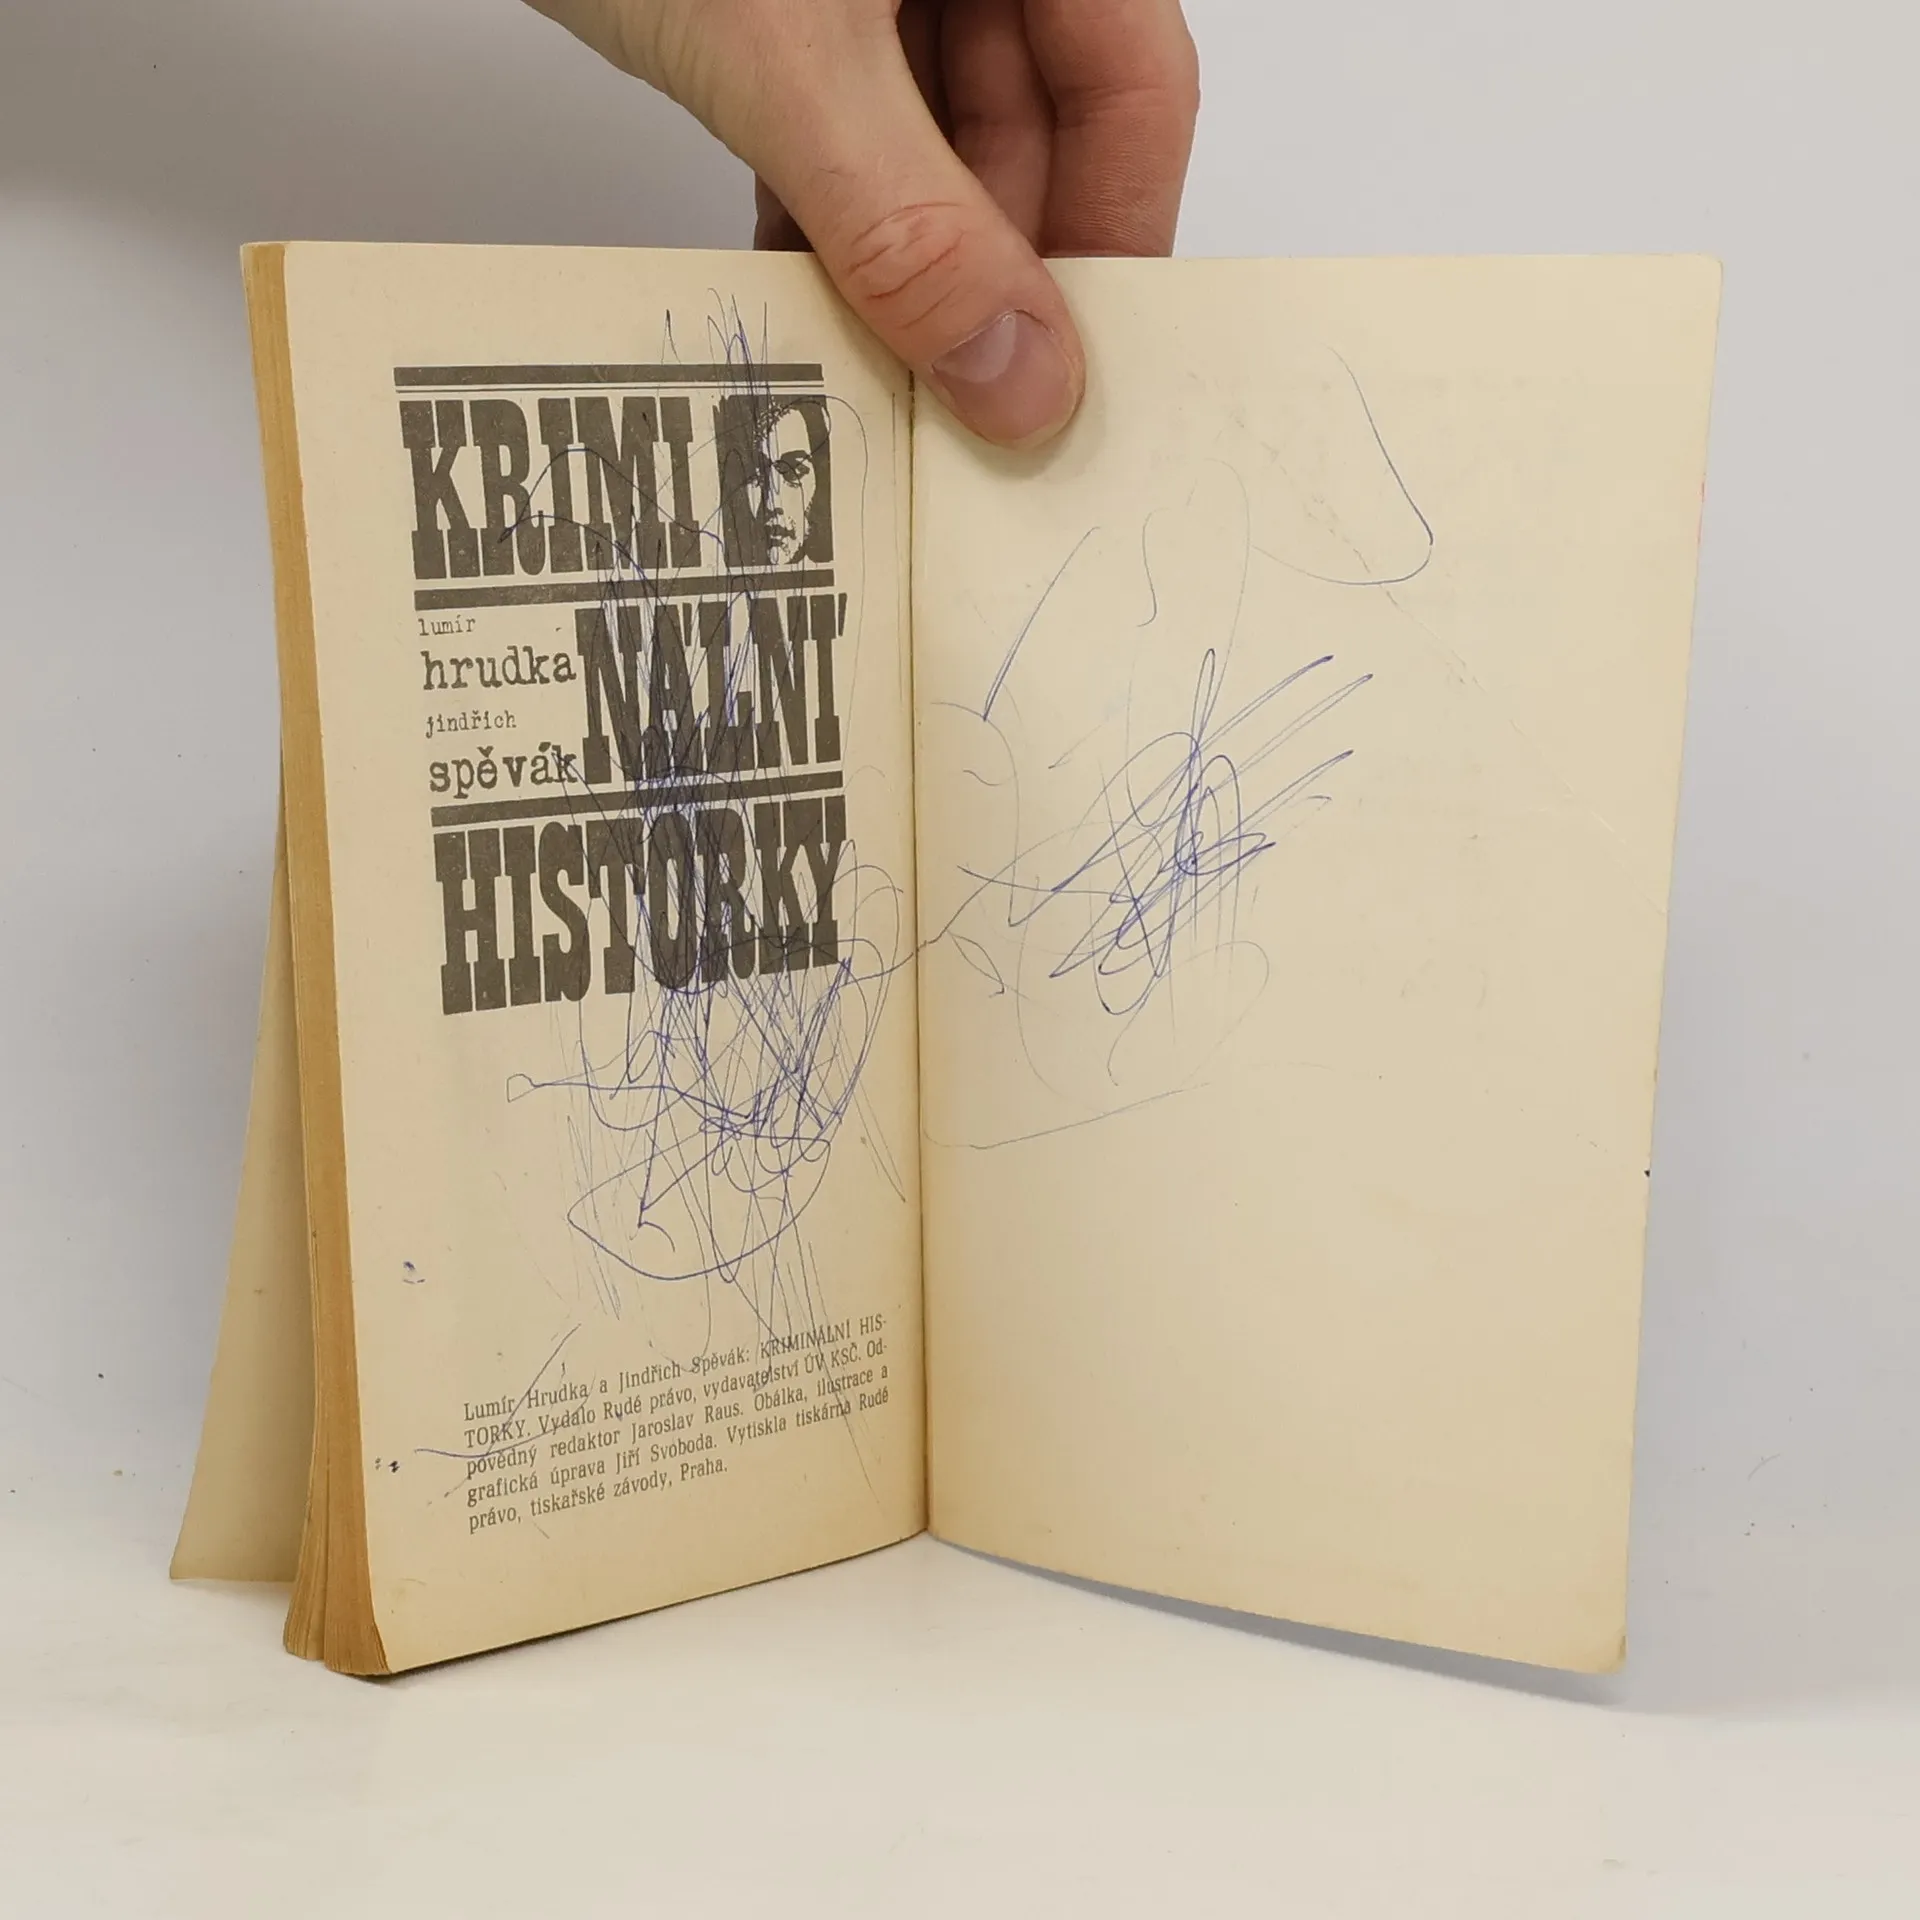 KRIMI
NÁLNÍ
lumír
hrudka
jindřich
spěvák
HISTORKY
Lumír Hrudka a Jindřich Spěvák: KRIMINÁLNÍ HIS-
TORKY. Vydalo Rudé právo, vydavatelství ÚV KSČ. Od-
povědný redaktor Jaroslav Raus. Obálka, ilustrace a
grafická úprava Jiří Svoboda. Vytiskla tiskárna Rudé
právo, tiskařské závody, Praha.